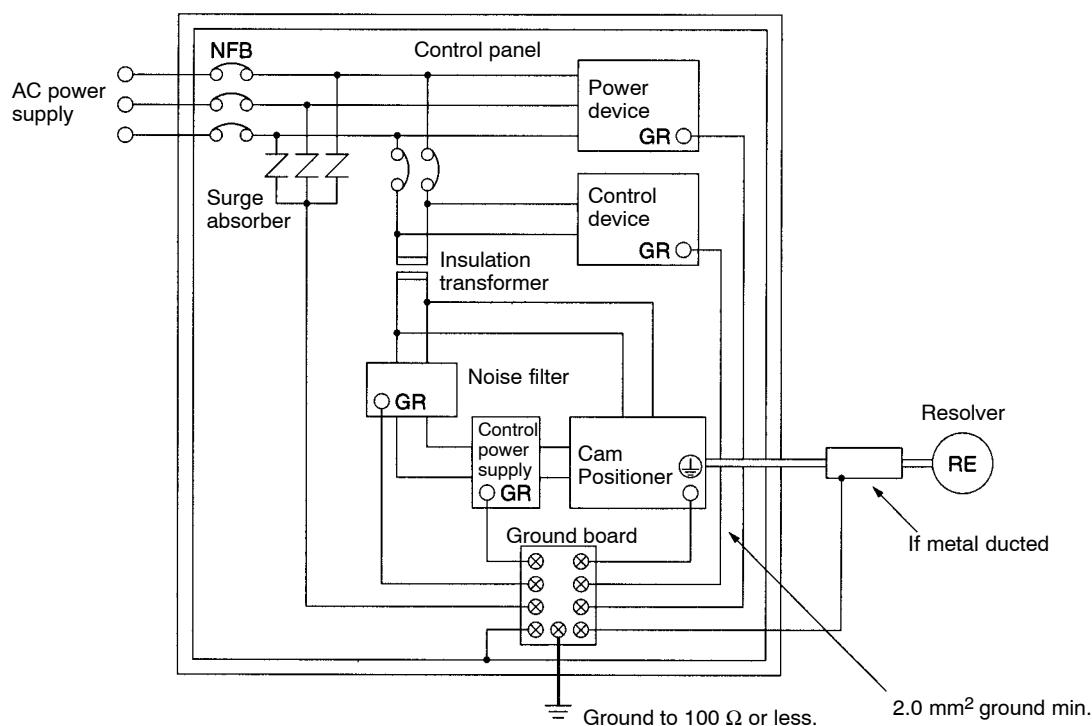 NFB
Control panel
AC power
supply
Power
device
GR
Surge
absorber
Control
device
GR
Insulation
transformer
Noise filter
GR
Control
power
supply
GR
Cam
Positioner
Resolver
RE
If metal ducted
Ground board
2.0 mm² ground min.
Ground to 100 Ω or less.